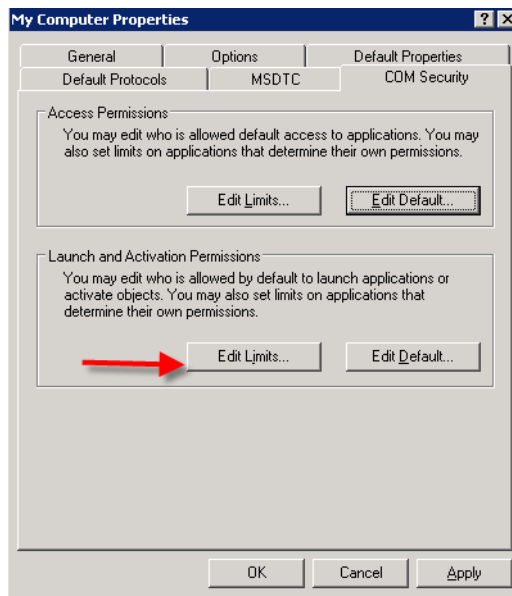 My Computer Properties
General Options Default Properties
Default Protocols MSDTC COM Security
Access Permissions
You may edit who is allowed default access to applications. You may
also set limits on applications that determine their own permissions.
Edit Limits... Edit Default...
Launch and Activation Permissions
You may edit who is allowed by default to launch applications or
activate objects. You may also set limits on applications that
determine their own permissions.
Edit Limits... Edit Default...
OK Cancel Apply